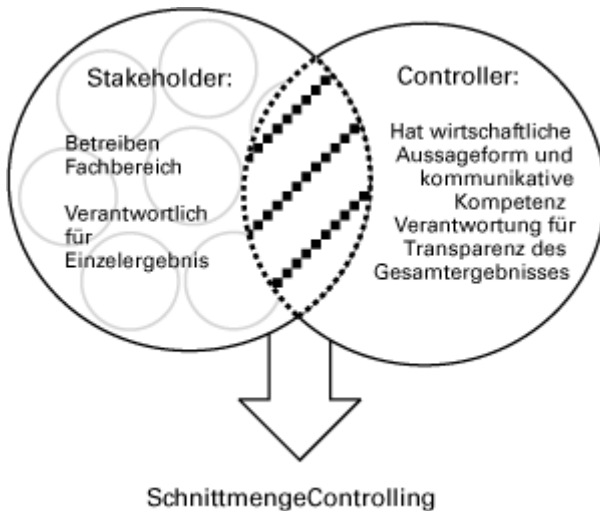 Stakeholder:
Betreiben
Fachbereich
Verantwortlich
für
Einzelergebnis
Controller:
Hat wirtschaftliche
Aussageform und
kommunikative
Kompetenz
Verantwortung für
Transparenz des
Gesamtergebnisses
SchnittmengeControlling